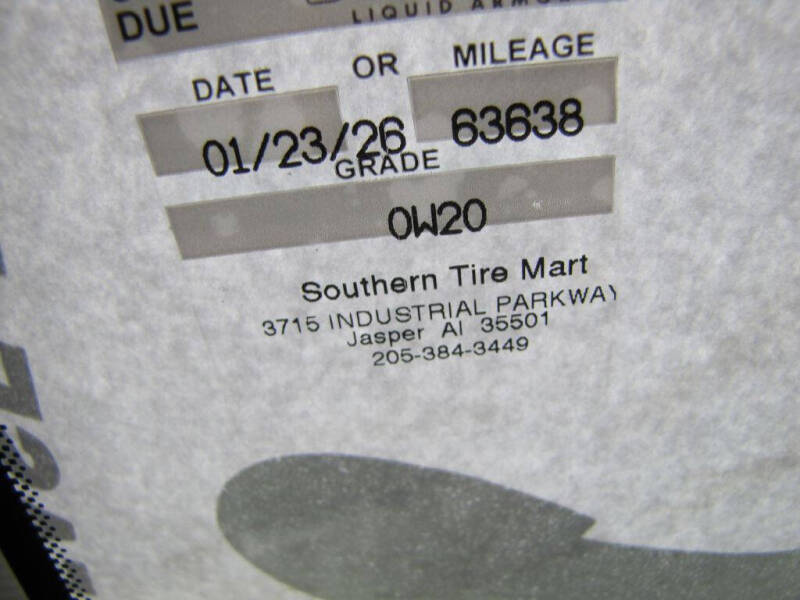 DUE
LIQUID
DATE OR MILEAGE
01/23/26 63638
GRADE
0W20
Southern Tire Mart
3715 INDUSTRIAL PARKWAY
Jasper Al 35501
205-384-3449